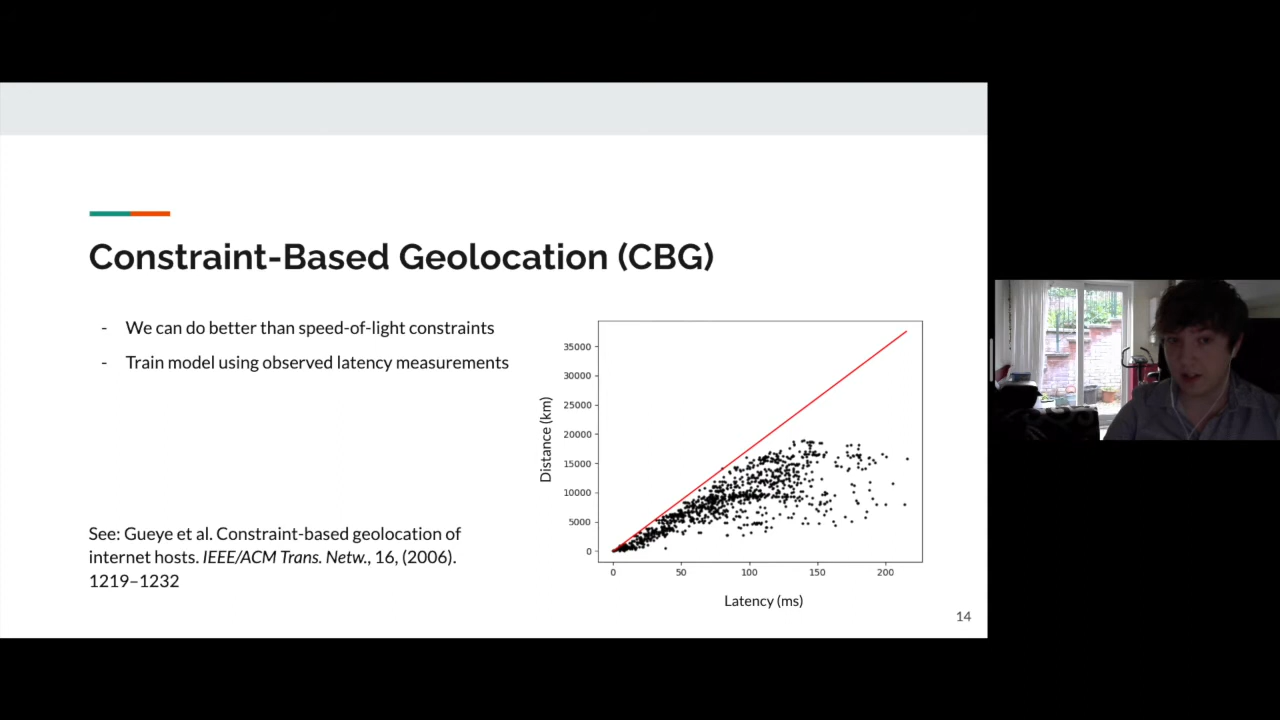 Constraint-Based Geolocation (CBG)
- We can do better than speed-of-light constraints
- Train model using observed latency measurements
See: Gueye et al. Constraint-based geolocation of
internet hosts. IEEE/ACM Trans. Netw., 16, (2006).
1219–1232
Distance (km)
35000
30000
25000
20000
15000
10000
5000
0
0 50 100 150 200
Latency (ms)
14